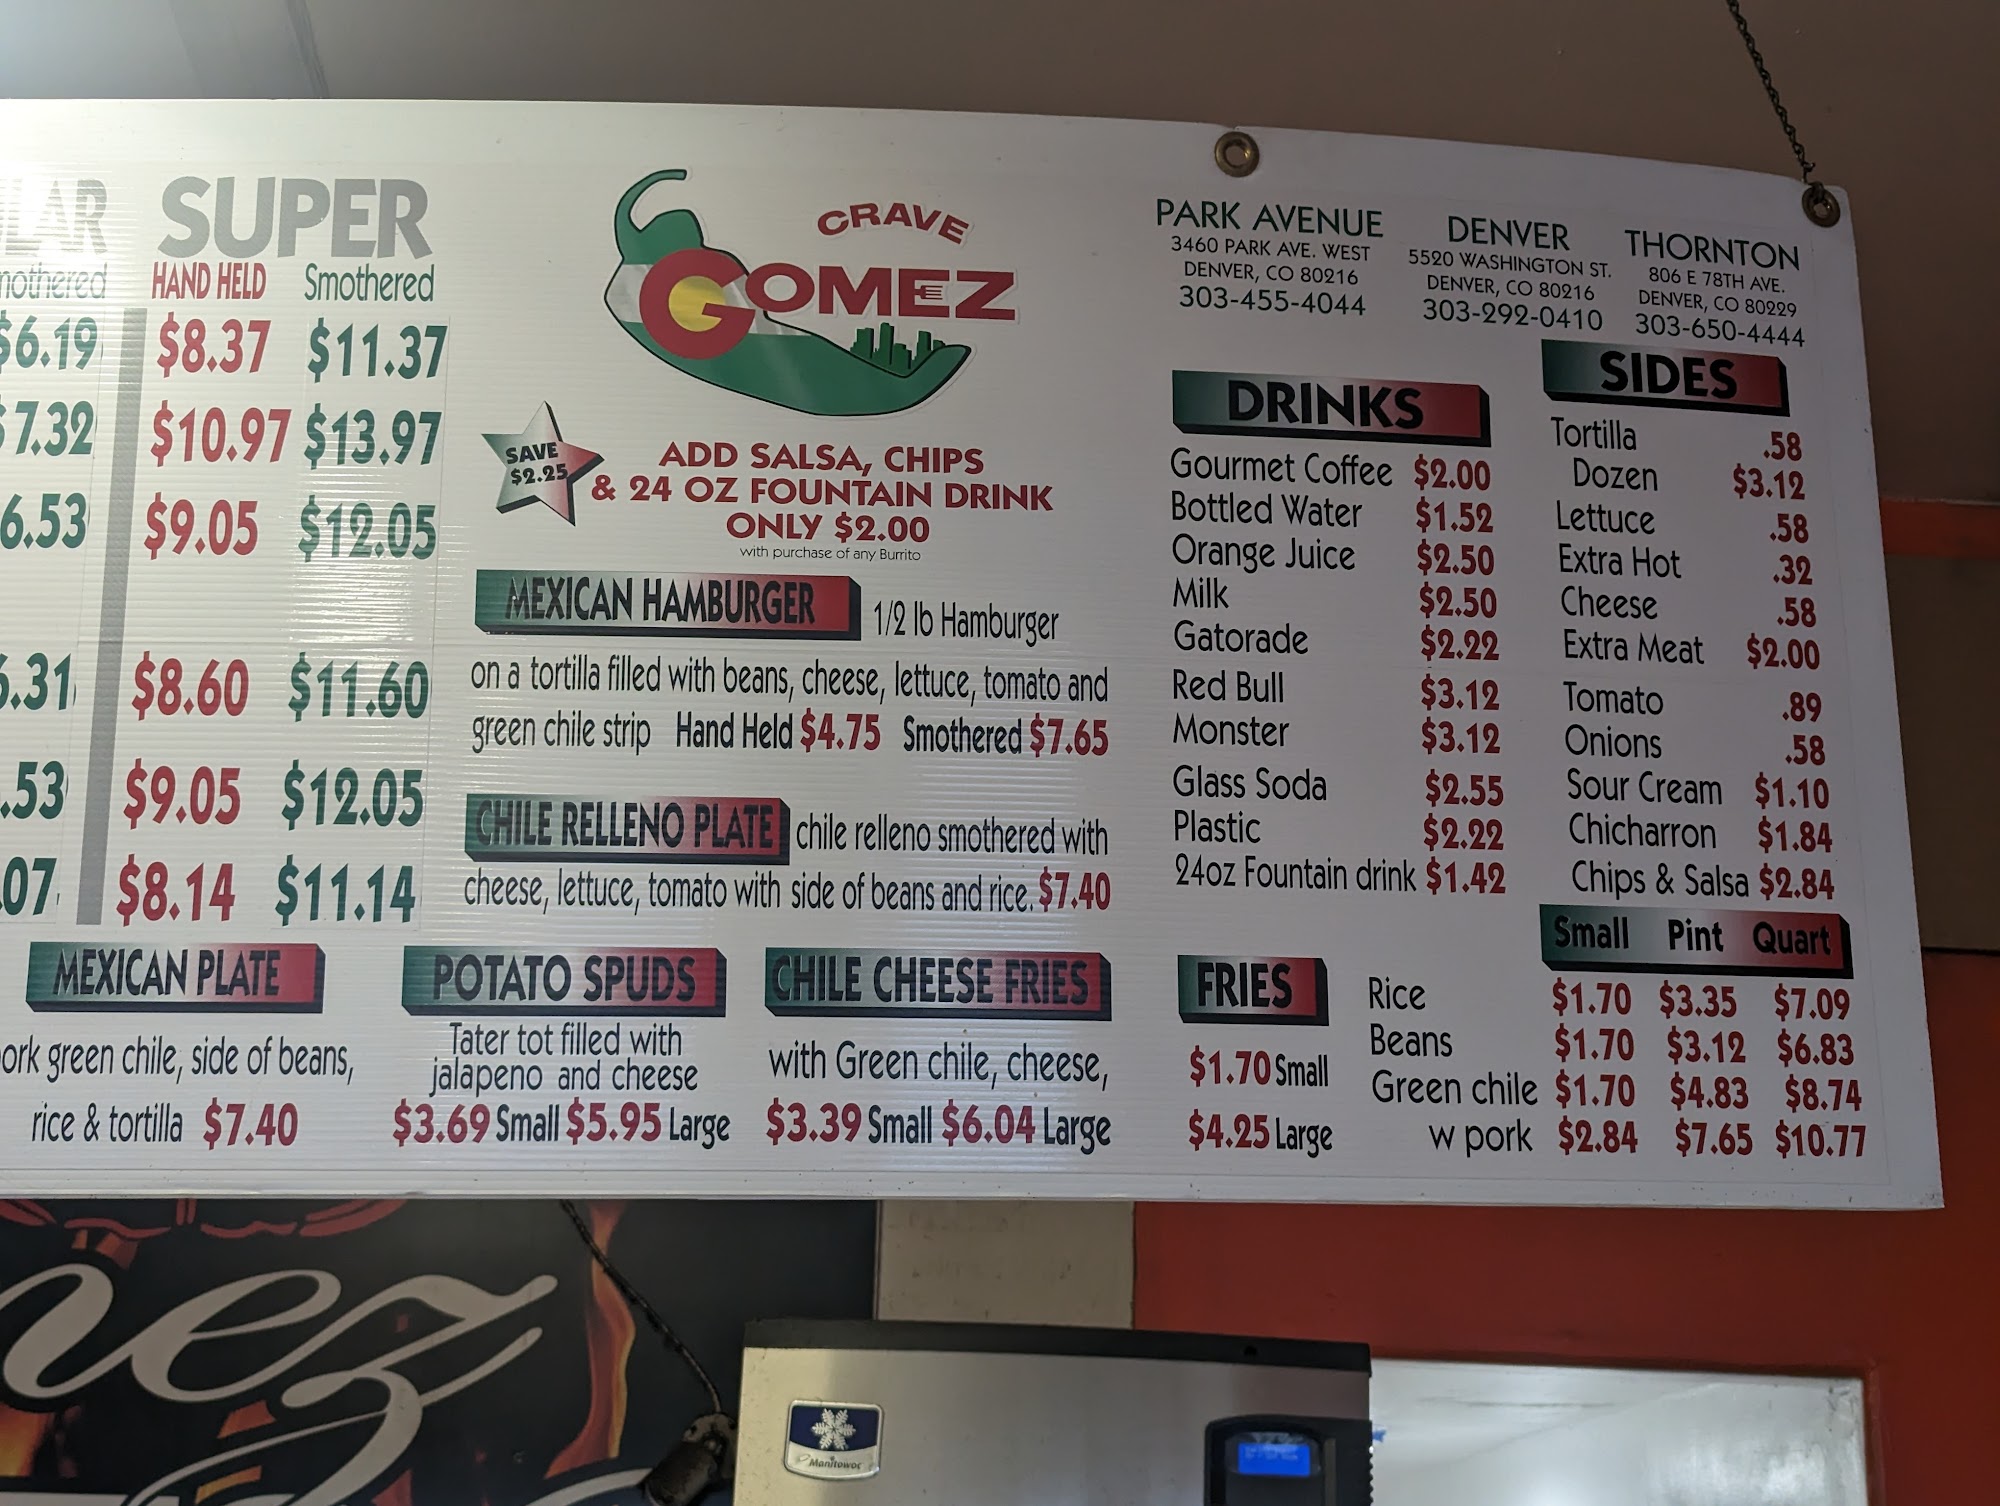 SUPER
HAND HELD Smothered
$6.19 $8.37 $11.37
$7.32 $10.97 $13.97
6.53 $9.05 $12.05
.31 $8.60 $11.60
.53 $9.05 $12.05
.07 $8.14 $11.14
CRAVE
GOMEZ
SAVE
$2.25
ADD SALSA, CHIPS
& 24 OZ FOUNTAIN DRINK
ONLY $2.00
with purchase of any Burrito
MEXICAN HAMBURGER 1/2 lb Hamburger
on a tortilla filled with beans, cheese, lettuce, tomato and
green chile strip Hand Held $4.75 Smothered $7.65
CHILE RELLENO PLATE chile relleno smothered with
cheese, lettuce, tomato with side of beans and rice. $7.40
MEXICAN PLATE
green chile, side of beans,
rice & tortilla $7.40
POTATO SPUDS
Tater tot filled with
jalapeno and cheese
$3.69 Small $5.95 Large
CHILE CHEESE FRIES
with Green chile, cheese,
$3.39 Small $6.04 Large
PARK AVENUE
3460 PARK AVE. WEST
DENVER, CO 80216
303-455-4044
DENVER
5520 WASHINGTON ST.
DENVER, CO 80216
303-292-0410
THORNTON
806 E 78TH AVE.
DENVER, CO 80229
303-650-4444
DRINKS
Gourmet Coffee $2.00
Bottled Water $1.52
Orange Juice $2.50
Milk $2.50
Gatorade $2.22
Red Bull $3.12
Monster $3.12
Glass Soda $2.55
Plastic $2.22
24oz Fountain drink $1.42
SIDES
Tortilla .58
Dozen $3.12
Lettuce .58
Extra Hot .32
Cheese .58
Extra Meat $2.00
Tomato .89
Onions .58
Sour Cream $1.10
Chicharron $1.84
Chips & Salsa $2.84
FRIES
$1.70 Small
$4.25 Large
Small Pint Quart
Rice $1.70 $3.35 $7.09
Beans $1.70 $3.12 $6.83
Green chile $1.70 $4.83 $8.74
w pork $2.84 $7.65 $10.77
ez
Manitowoc